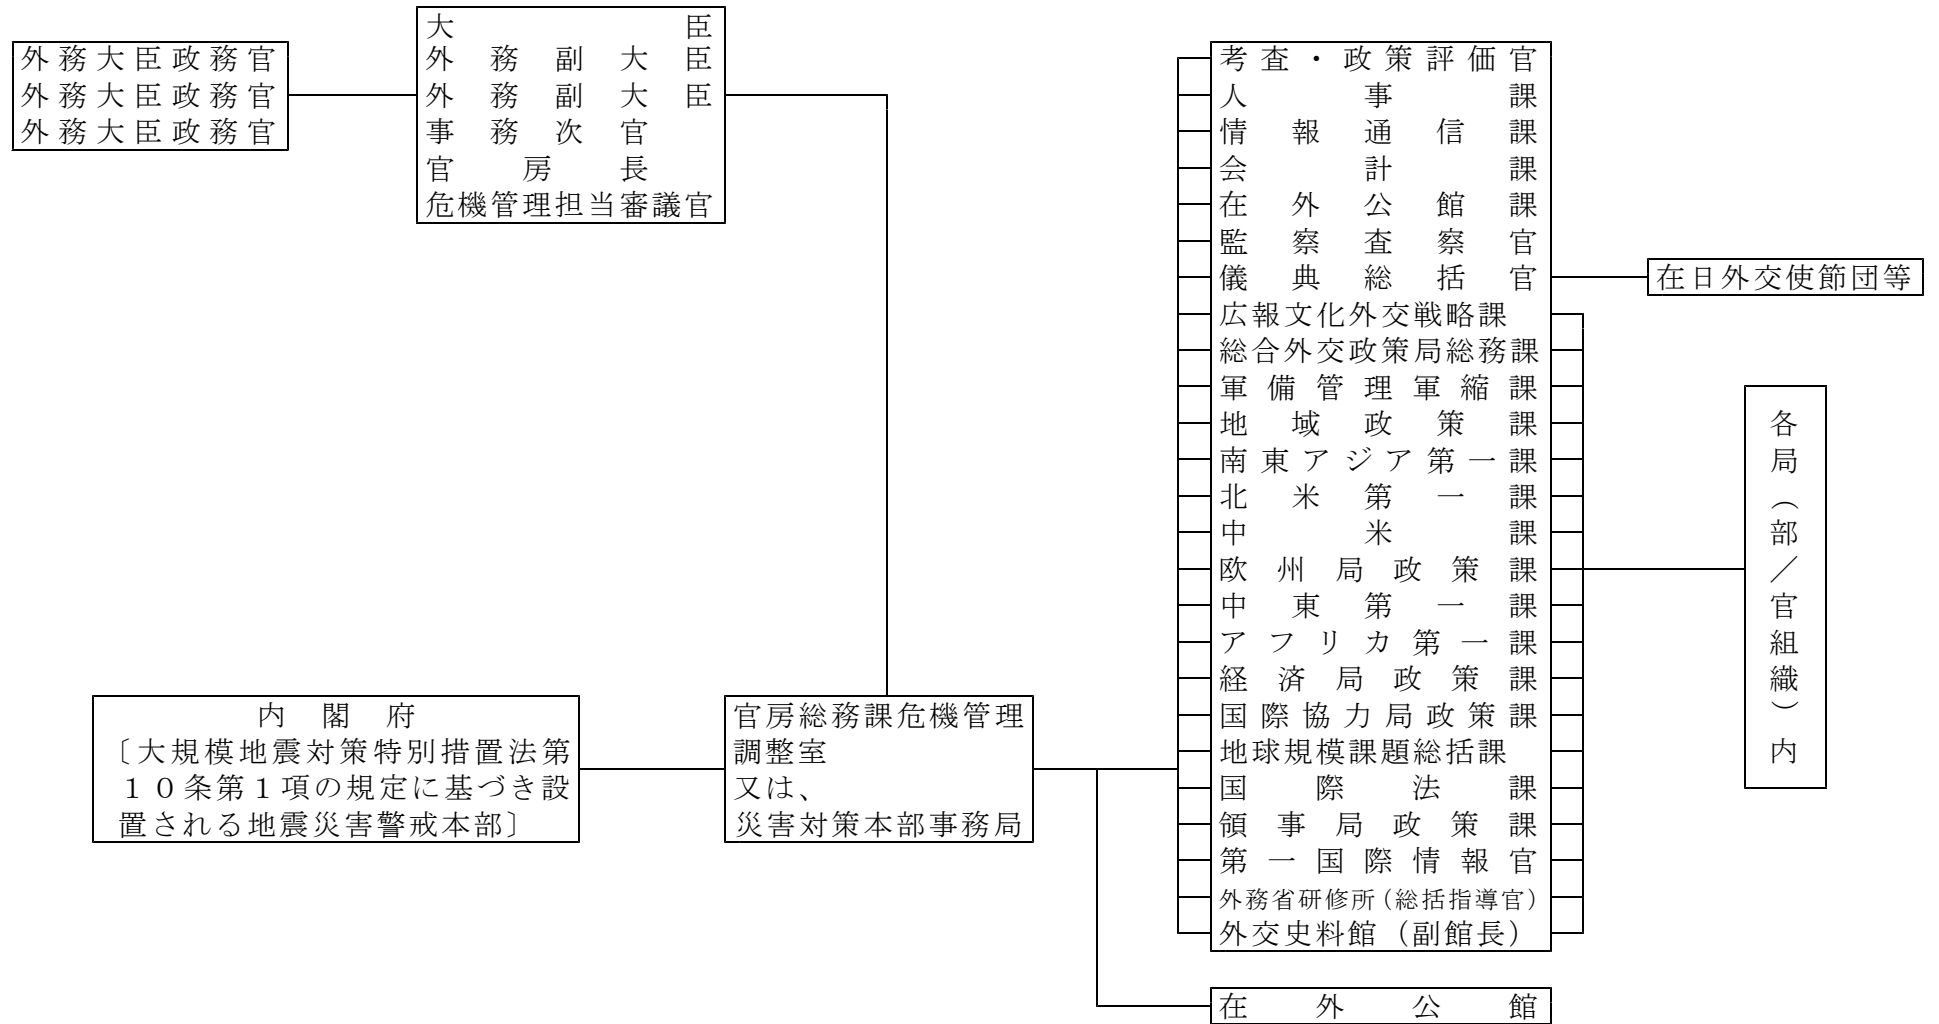 外務大臣政務官
外務大臣政務官
外務大臣政務官
大臣
外務副大臣
外務副大臣
事務次官
官房長
危機管理担当審議官
内閣府
〔大規模地震対策特別措置法第
10条第1項の規定に基づき設
置される地震災害警戒本部〕
官房総務課危機管理
調整室
又は、
災害対策本部事務局
考査・政策評価官
人事課
情報通信課
会計課
在外公館課
監察査察官
儀典総括官
広報文化外交戦略課
総合外交政策局総務課
軍備管理軍縮課
地域政策課
南東アジア第一課
北米第一課
中米課
欧州局政策課
中東第一課
アフリカ第一課
経済局政策課
国際協力局政策課
地球規模課題総括課
国際法課
領事局政策課
第一国際情報官
外務省研修所(総括指導官)
外交史料館(副館長)
在外公館
在日外交使節団等
各局(部/官組織)内